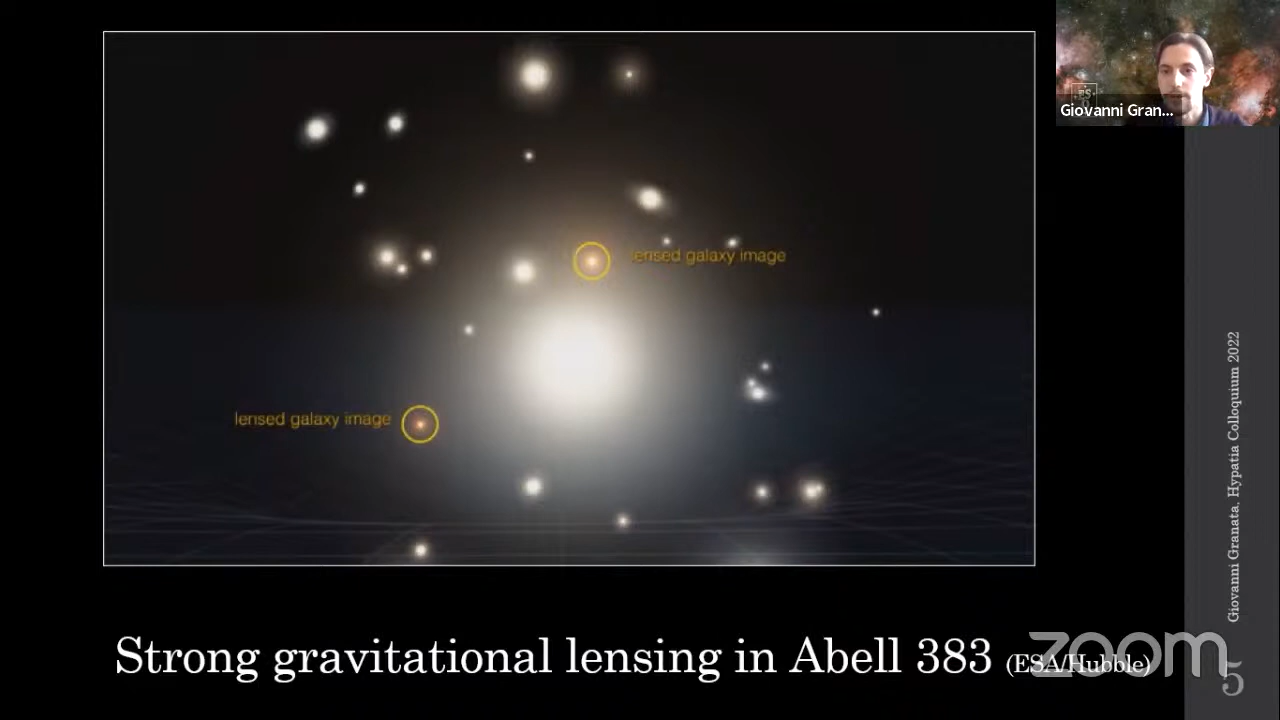 Giovanni Gran...
lensed galaxy image
lensed galaxy image
Giovanni Granata, Hypatia Colloquium 2022
Strong gravitational lensing in Abell 383 (ESA/Hubble)
zoom
5